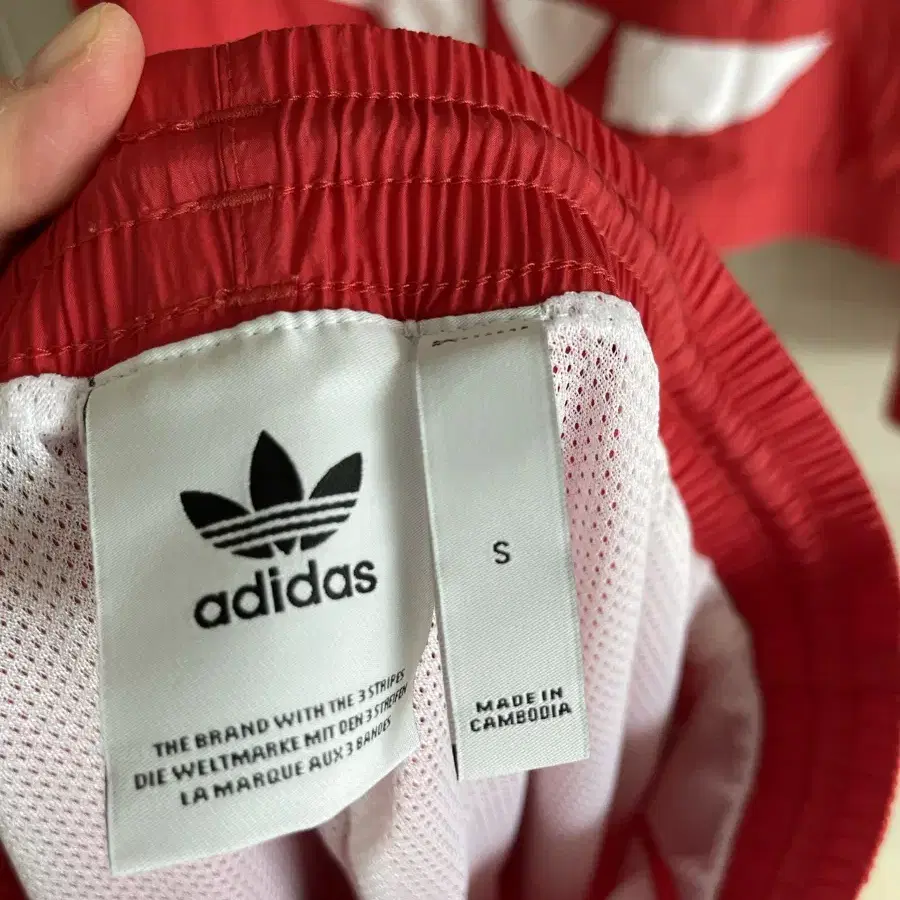 adidas
THE BRAND WITH THE 3 STRIPES
DIE WELTMARKE MIT DEN 3 STREIFEN
LA MARQUE AUX 3 BANDES
S
MADE IN
CAMBODIA